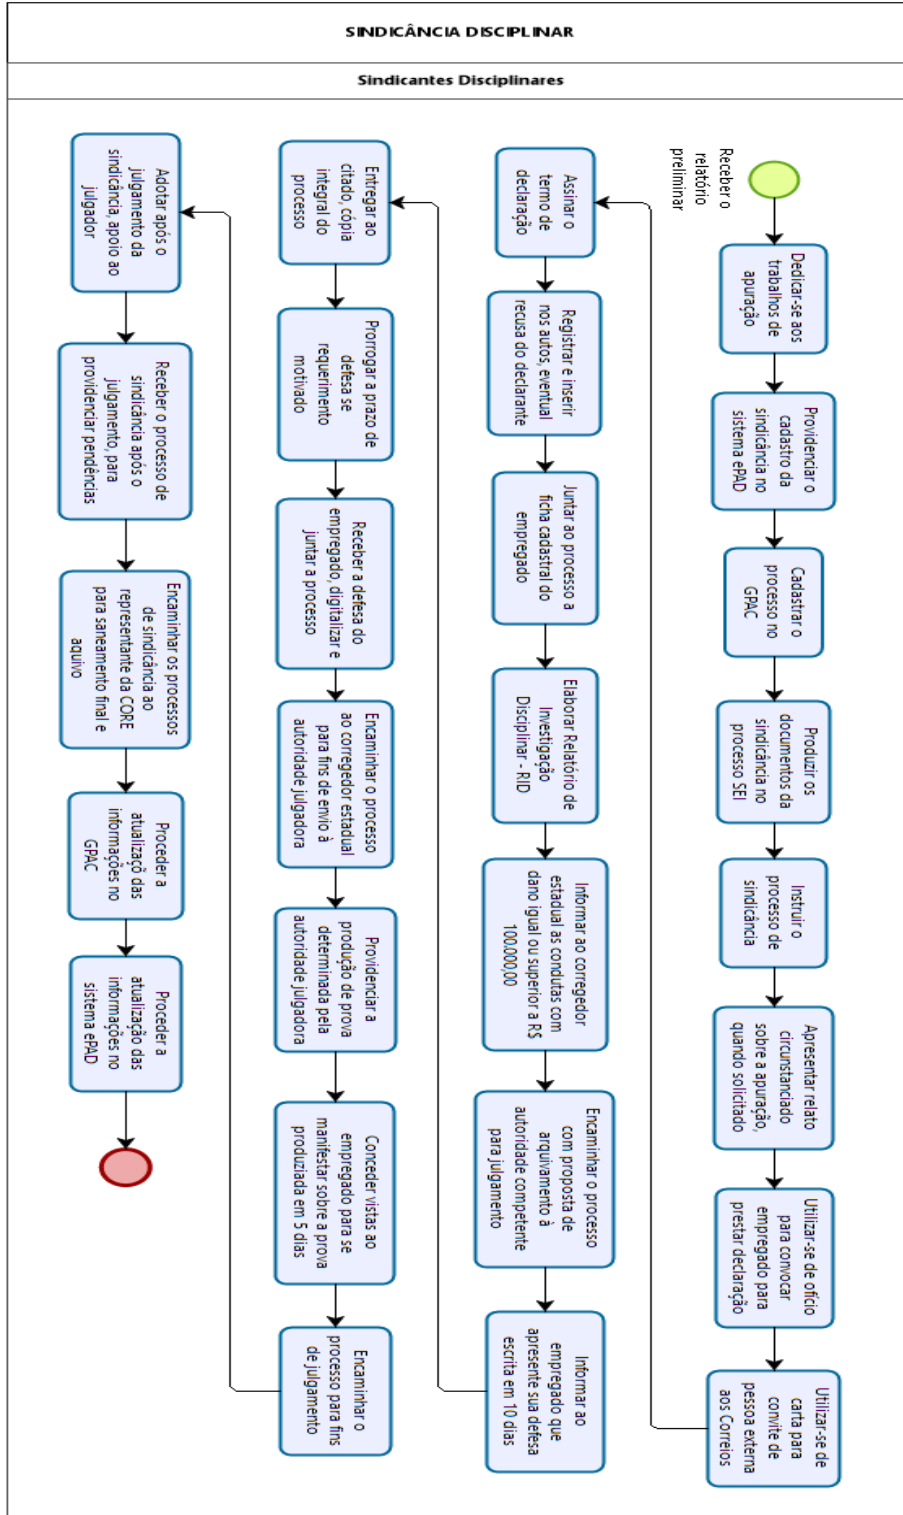 SINDICÂNCIA DISCIPLINAR
Sindicantes Disciplinares
Receber o
relatório
preliminar
Dedicar-se aos
trabalhos de
apuração
Providenciar o
cadastro da
sindicância no
sistema ePAD
Cadastrar o
processo no
GPAC
Produzir os
documentos da
sindicância no
processo SEI
Instruir o
processo de
sindicância
Apresentar relato
circunstanciado
sobre a apuração,
quando solicitado
Utilizar-se de ofício
para convocar
empregado para
prestar declaração
Utilizar-se de
carta para
convite de
pessoa externa
aos Correios
Assinar o
termo de
declaração
Registrar e inserir
nos autos, eventual
recusa do declarante
Juntar ao processo a
ficha cadastral do
empregado
Elaborar Relatório de
Investigação
Disciplinar - RID
Informar ao corregedor
estadual as condutas com
dano igual ou superior a R$
100.000,00
Encaminhar o processo
com proposta de
arquivamento à
autoridade competente
para julgamento
Informar ao
empregado que
apresente sua defesa
escrita em 10 dias
Entregar ao
citado, cópia
integral do
processo
Prorrogar a prazo de
defesa se
requerimento
motivado
Receber a defesa do
empregado, digitalizar e
juntar a processo
Encaminhar o processo
ao corregedor estadual
para fins de envio à
autoridade julgadora
Providenciar a
produção de prova
determinada pela
autoridade julgadora
Conceder vistas ao
empregado para se
manifestar sobre a prova
produziada em 5 dias
Encaminhar o
processo para fins
de julgamento
Adotar após o
julgamento da
sindicância, apoio ao
julgador
Receber o processo de
sindicância após o
julgamento, para
providenciar pendências
Encaminhar os processos
de sindicância ao
representante da CORE
para saneamento final e
aquivo
Proceder a
atualizaçõ das
informações no
GPAC
Proceder a
atualização das
informações no
sistema ePAD